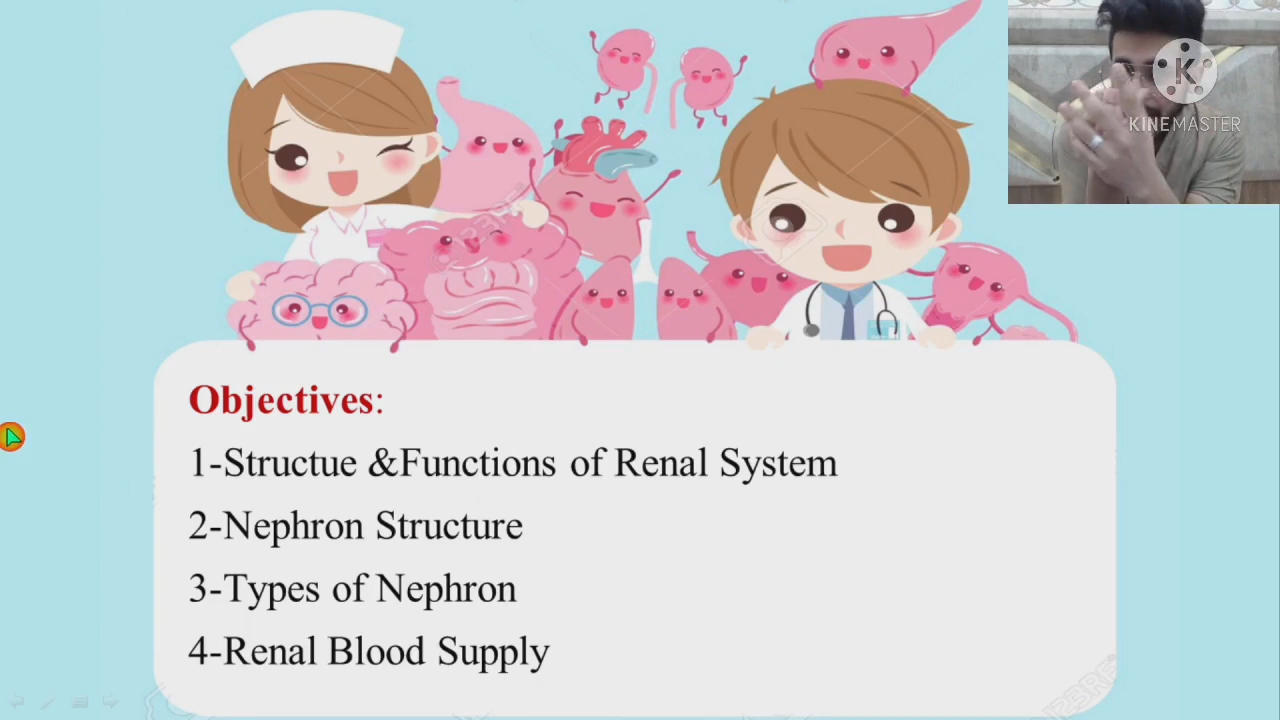 K
KINEMASTER
Objectives:
1-Structue &Functions of Renal System
2-Nephron Structure
3-Types of Nephron
4-Renal Blood Supply
123RF